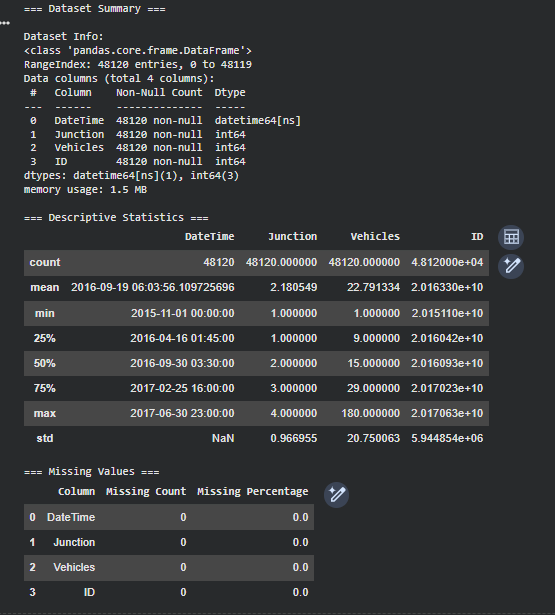 === Dataset Summary ===
Dataset Info:
<class 'pandas.core.frame.DataFrame'>
RangeIndex: 48120 entries, 0 to 48119
Data columns (total 4 columns):
 #   Column    Non-Null Count  Dtype
---  ------    --------------  -----
 0   DateTime  48120 non-null  datetime64[ns]
 1   Junction  48120 non-null  int64
 2   Vehicles  48120 non-null  int64
 3   ID        48120 non-null  int64
dtypes: datetime64[ns](1), int64(3)
memory usage: 1.5 MB
=== Descriptive Statistics ===
DateTime Junction Vehicles ID
count 48120 48120.000000 48120.000000 4.812000e+04
mean 2016-09-19 06:03:56.109725696 2.180549 22.791334 2.016330e+10
min 2015-11-01 00:00:00 1.000000 1.000000 2.015110e+10
25% 2016-04-16 01:45:00 1.000000 9.000000 2.016042e+10
50% 2016-09-30 03:30:00 2.000000 15.000000 2.016093e+10
75% 2017-02-25 16:00:00 3.000000 29.000000 2.017023e+10
max 2017-06-30 23:00:00 4.000000 180.000000 2.017063e+10
std NaN 0.966955 20.750063 5.944854e+06
=== Missing Values ===
Column Missing Count Missing Percentage
0 DateTime 0 0.0
1 Junction 0 0.0
2 Vehicles 0 0.0
3 ID 0 0.0